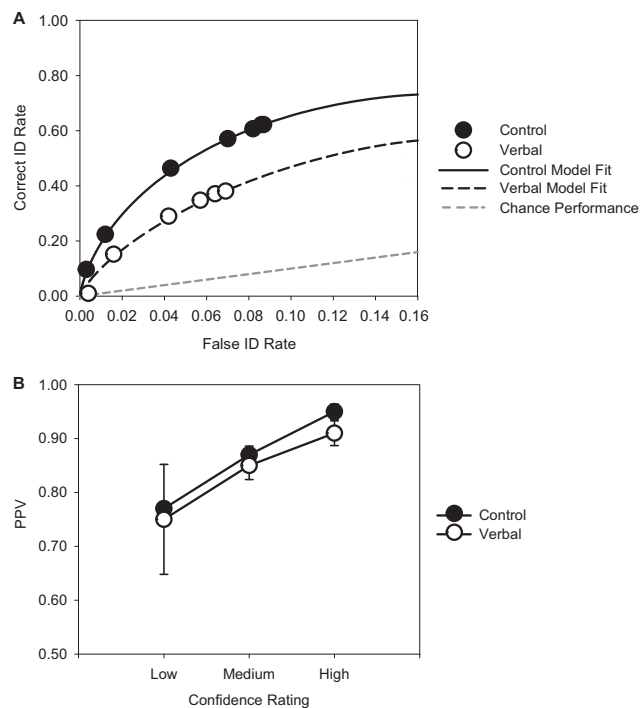 A
1.00
0.80
0.60
0.40
0.20
0.00
Correct ID Rate
0.00 0.02 0.04 0.06 0.08 0.10 0.12 0.14 0.16
False ID Rate
Control
Verbal
Control Model Fit
Verbal Model Fit
Chance Performance
B
1.00
0.90
0.80
0.70
0.60
0.50
PPV
Low Medium High
Confidence Rating
Control
Verbal